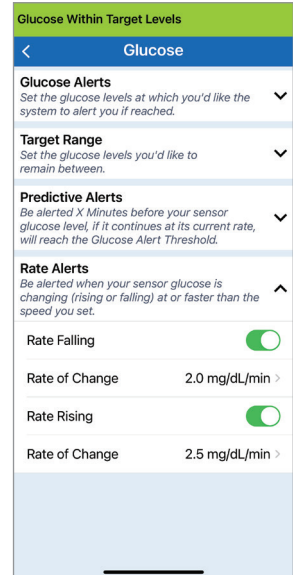 Glucose Within Target Levels
Glucose
Glucose Alerts
Set the glucose levels at which you'd like the
system to alert you if reached.
Target Range
Set the glucose levels you'd like to
remain between.
Predictive Alerts
Be alerted X Minutes before your sensor
glucose level, if it continues at its current rate,
will reach the Glucose Alert Threshold.
Rate Alerts
Be alerted when your sensor glucose is
changing (rising or falling) at or faster than the
speed you set.
Rate Falling
Rate of Change 2.0 mg/dL/min
Rate Rising
Rate of Change 2.5 mg/dL/min